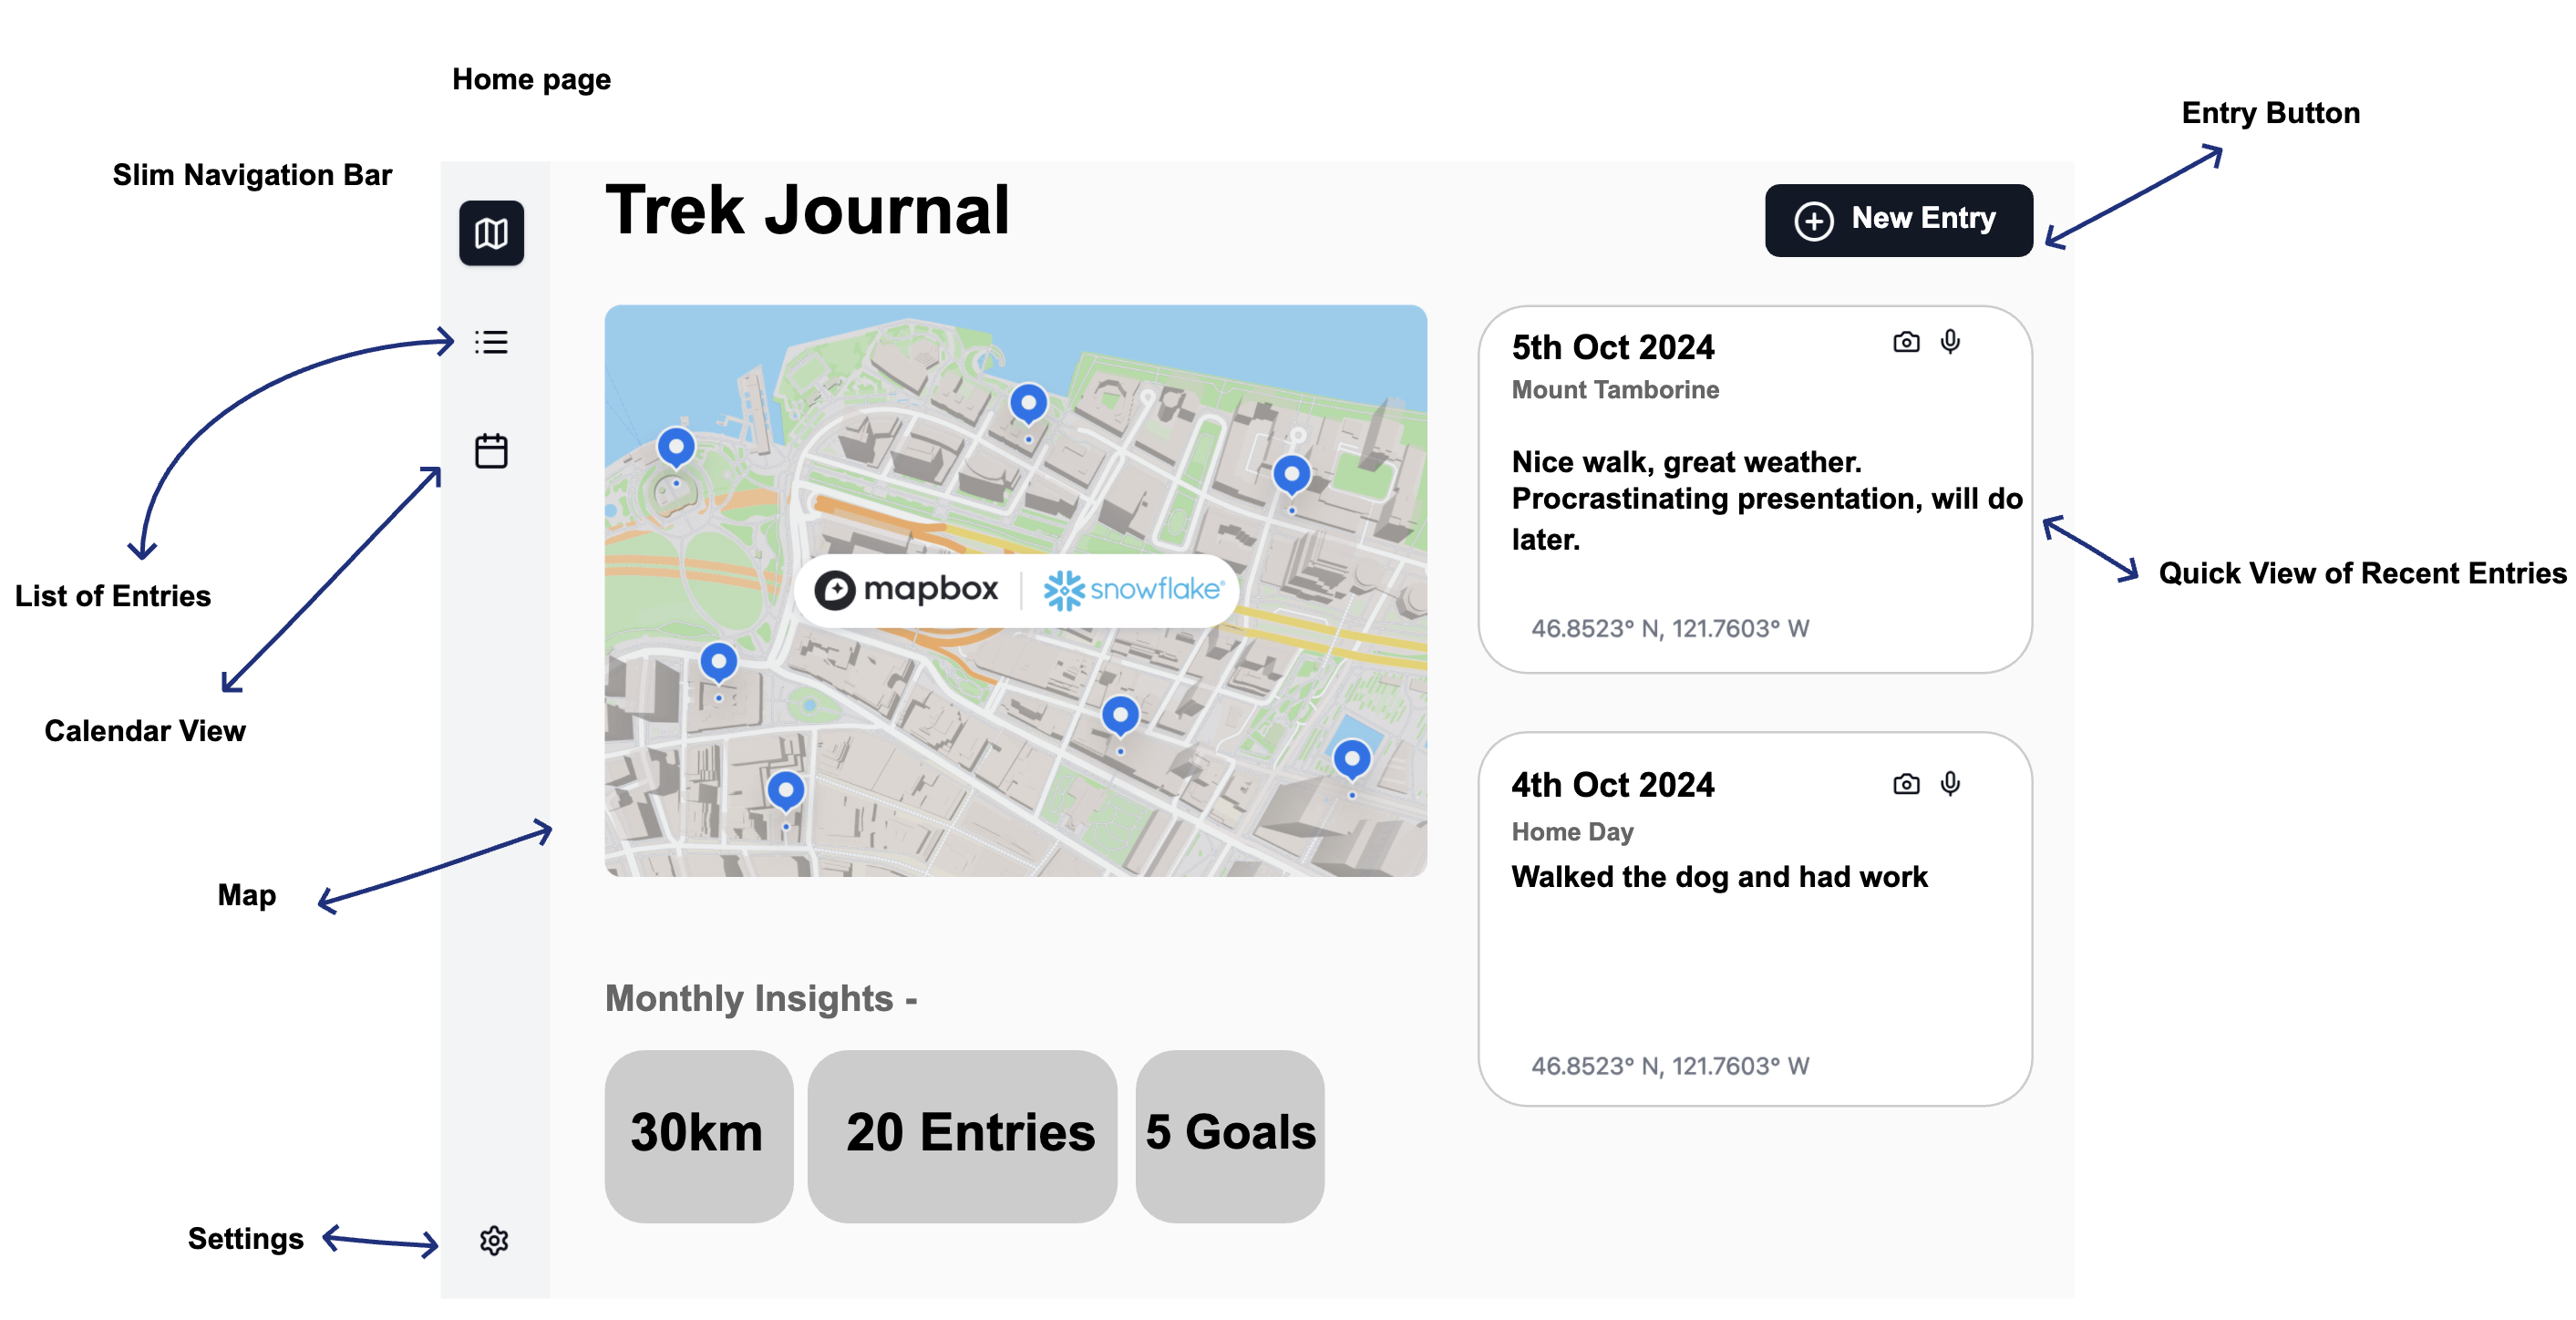 Home page
Entry Button
Slim Navigation Bar
Trek Journal
New Entry
5th Oct 2024
Mount Tamborine
Nice walk, great weather.
Procrastinating presentation, will do
later.
46.8523° N, 121.7603° W
mapbox | snowflake®
List of Entries
Quick View of Recent Entries
Calendar View
4th Oct 2024
Home Day
Walked the dog and had work
46.8523° N, 121.7603° W
Map
Monthly Insights -
30km
20 Entries
5 Goals
Settings